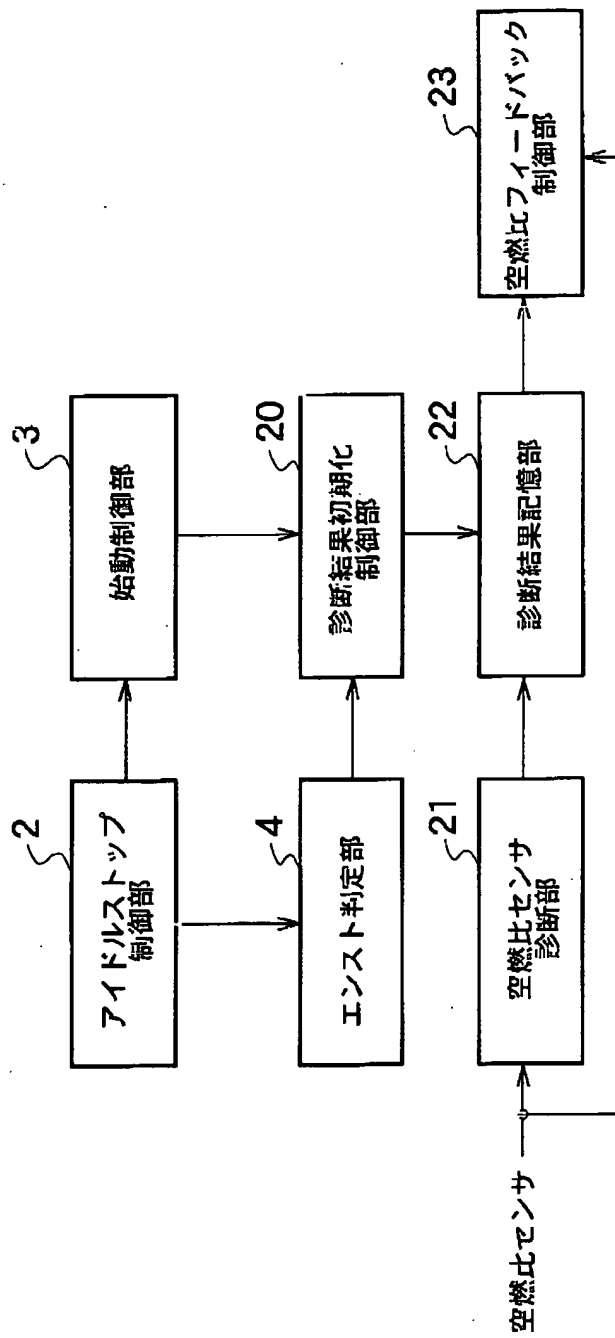 2
アイドルストップ
制御部
3
始動制御部
4
エンスト判定部
20
診断結果初期化
制御部
空燃比センサ
21
空燃比センサ
診断部
22
診断結果記憶部
23
空燃比フィードバック
制御部